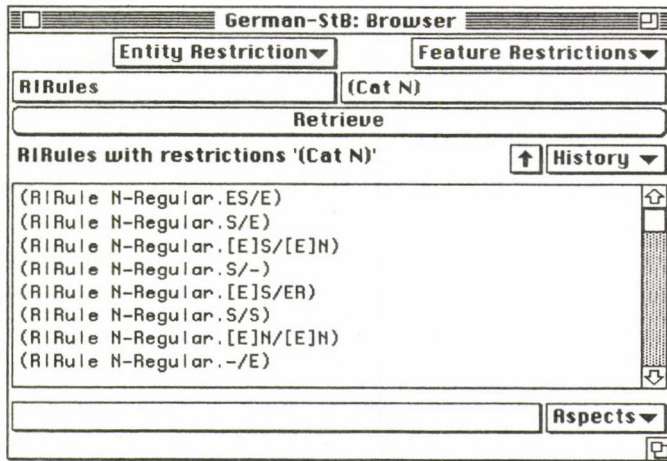 German-StB: Browser
Entity Restriction▼ Feature Restrictions▼
RIRules (Cat N)
Retrieve
RIRules with restrictions '(Cat N)' ↑ History ▼
(RIRule N-Regular.ES/E)
(RIRule N-Regular.S/E)
(RIRule N-Regular.[E]S/[E]N)
(RIRule N-Regular.S/-)
(RIRule N-Regular.[E]S/ER)
(RIRule N-Regular.S/S)
(RIRule N-Regular.[E]N/[E]N)
(RIRule N-Regular.-/E)
Aspects▼